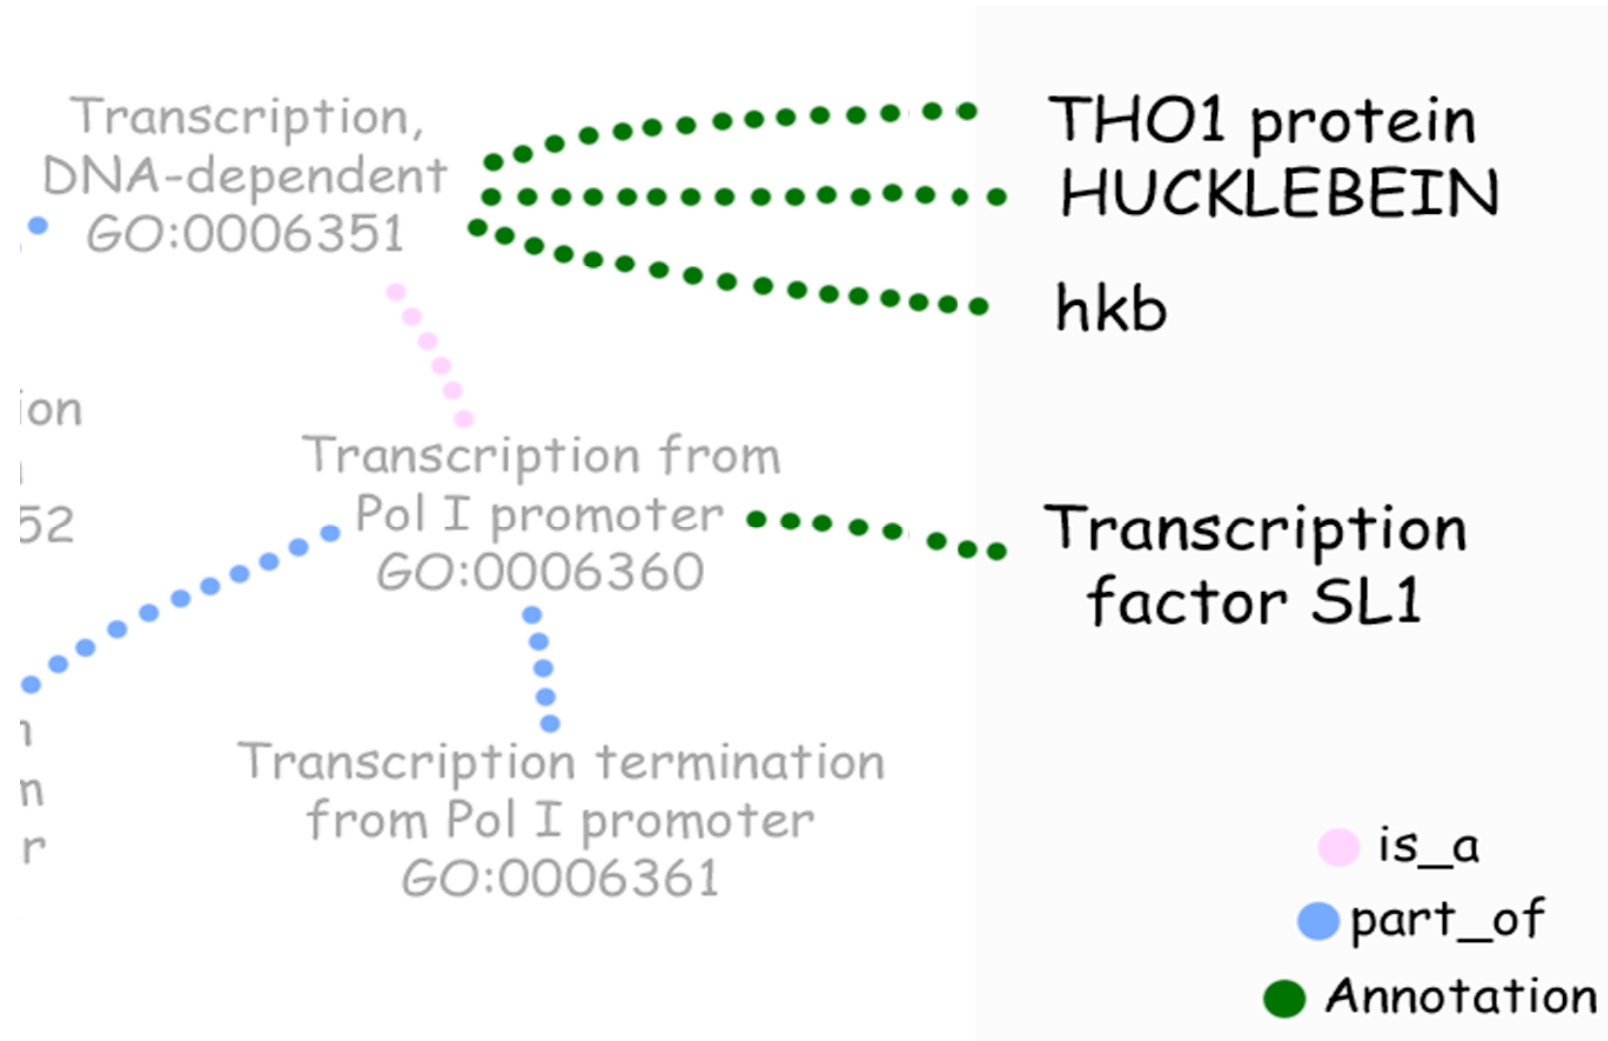 Transcription,
DNA-dependent
GO:0006351
THO1 protein
HUCKLEBEIN
hkb
ion
52
Transcription from
Pol I promoter
GO:0006360
Transcription
factor SL1
n
m
r
Transcription termination
from Pol I promoter
GO:0006361
is_a
part_of
Annotation